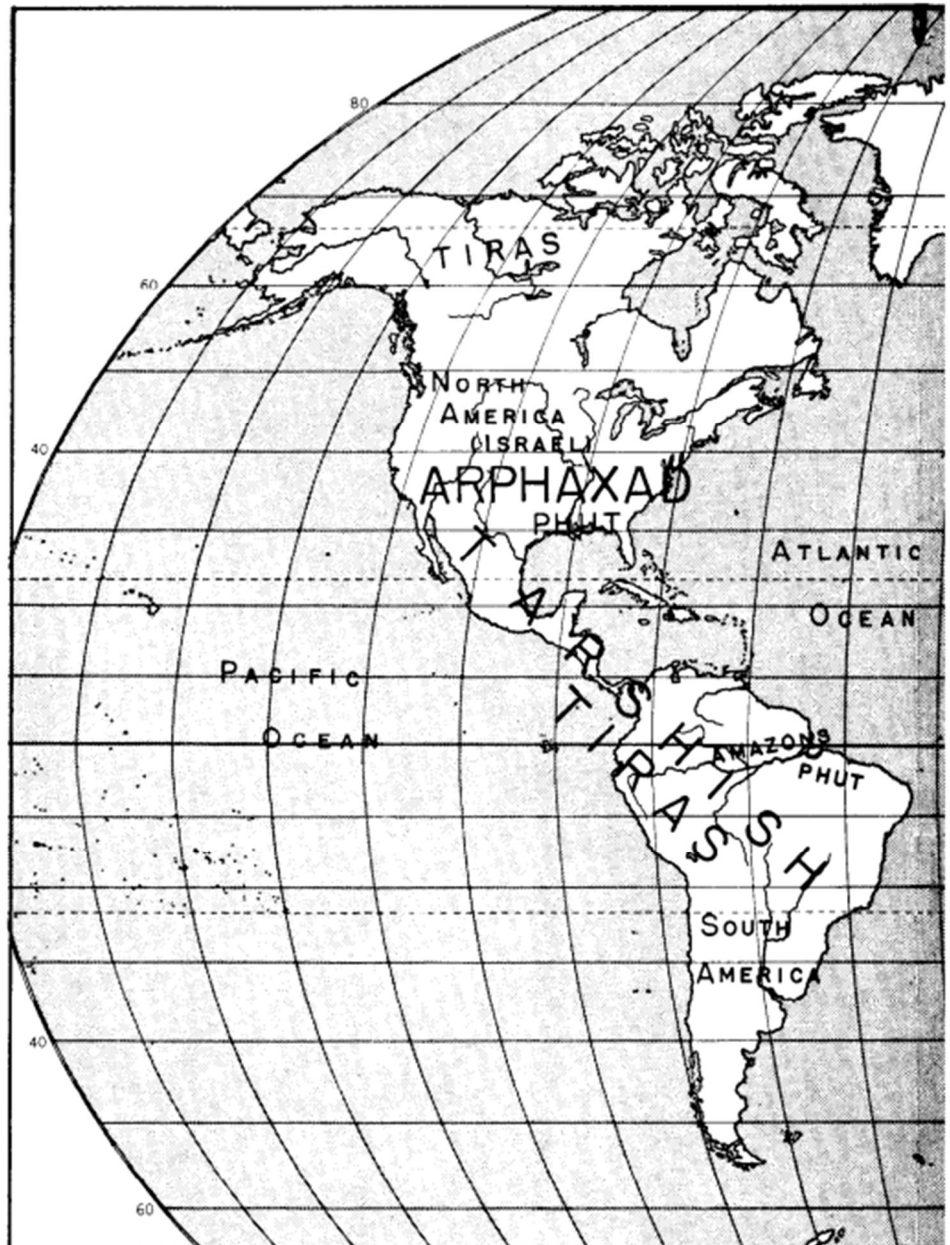 80
TIRAS
60
NORTH
AMERICA
(ISRAEL)
40
ARPHAXAD
PHUT
ATLANTIC
OCEAN
TARSHISH
PACIFIC
OCEAN
TIRAS
AMAZONS
PHUT
SOUTH
AMERICA
40
60